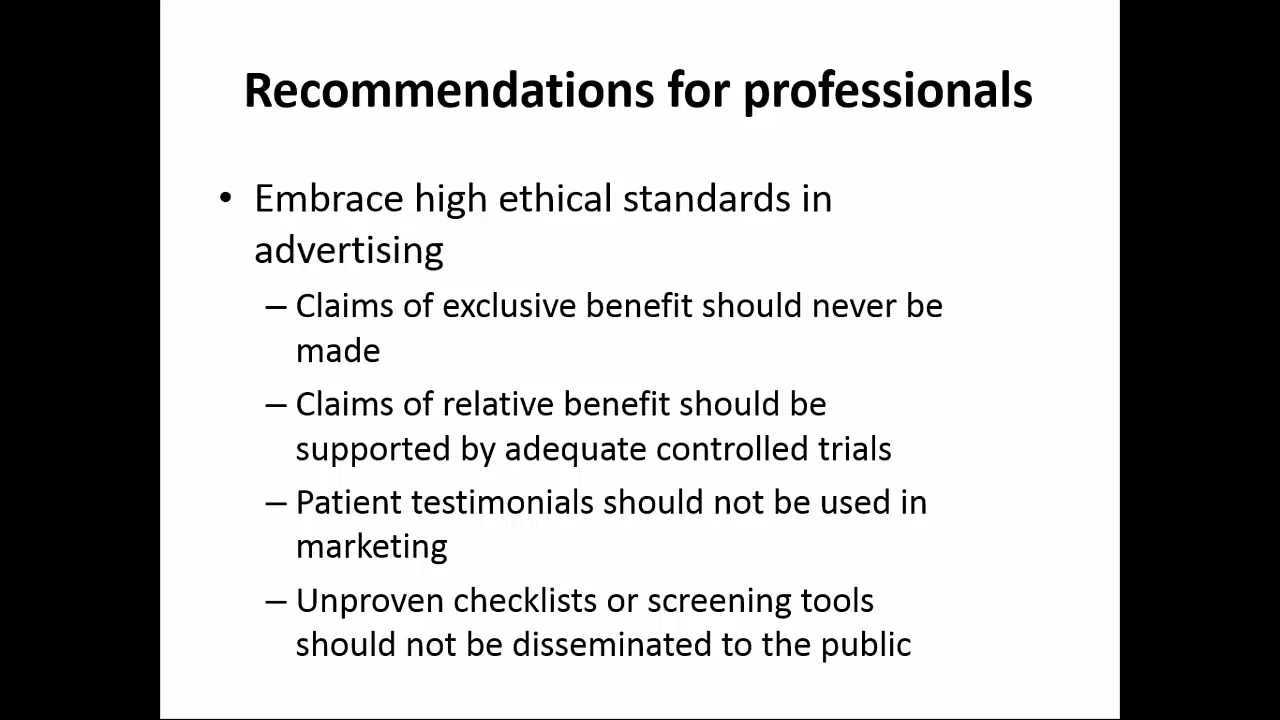 Recommendations for professionals
• Embrace high ethical standards in
advertising
– Claims of exclusive benefit should never be
made
– Claims of relative benefit should be
supported by adequate controlled trials
– Patient testimonials should not be used in
marketing
– Unproven checklists or screening tools
should not be disseminated to the public